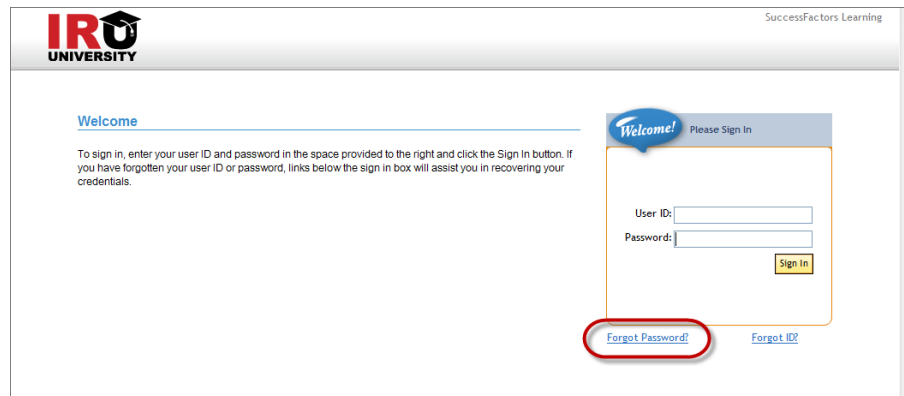 SuccessFactors Learning
IRU
UNIVERSITY
Welcome
To sign in, enter your user ID and password in the space provided to the right and click the Sign In button. If
you have forgotten your user ID or password, links below the sign in box will assist you in recovering your
credentials.
Welcome! Please Sign In
User ID:
Password:
Sign In
Forgot Password? Forgot ID?